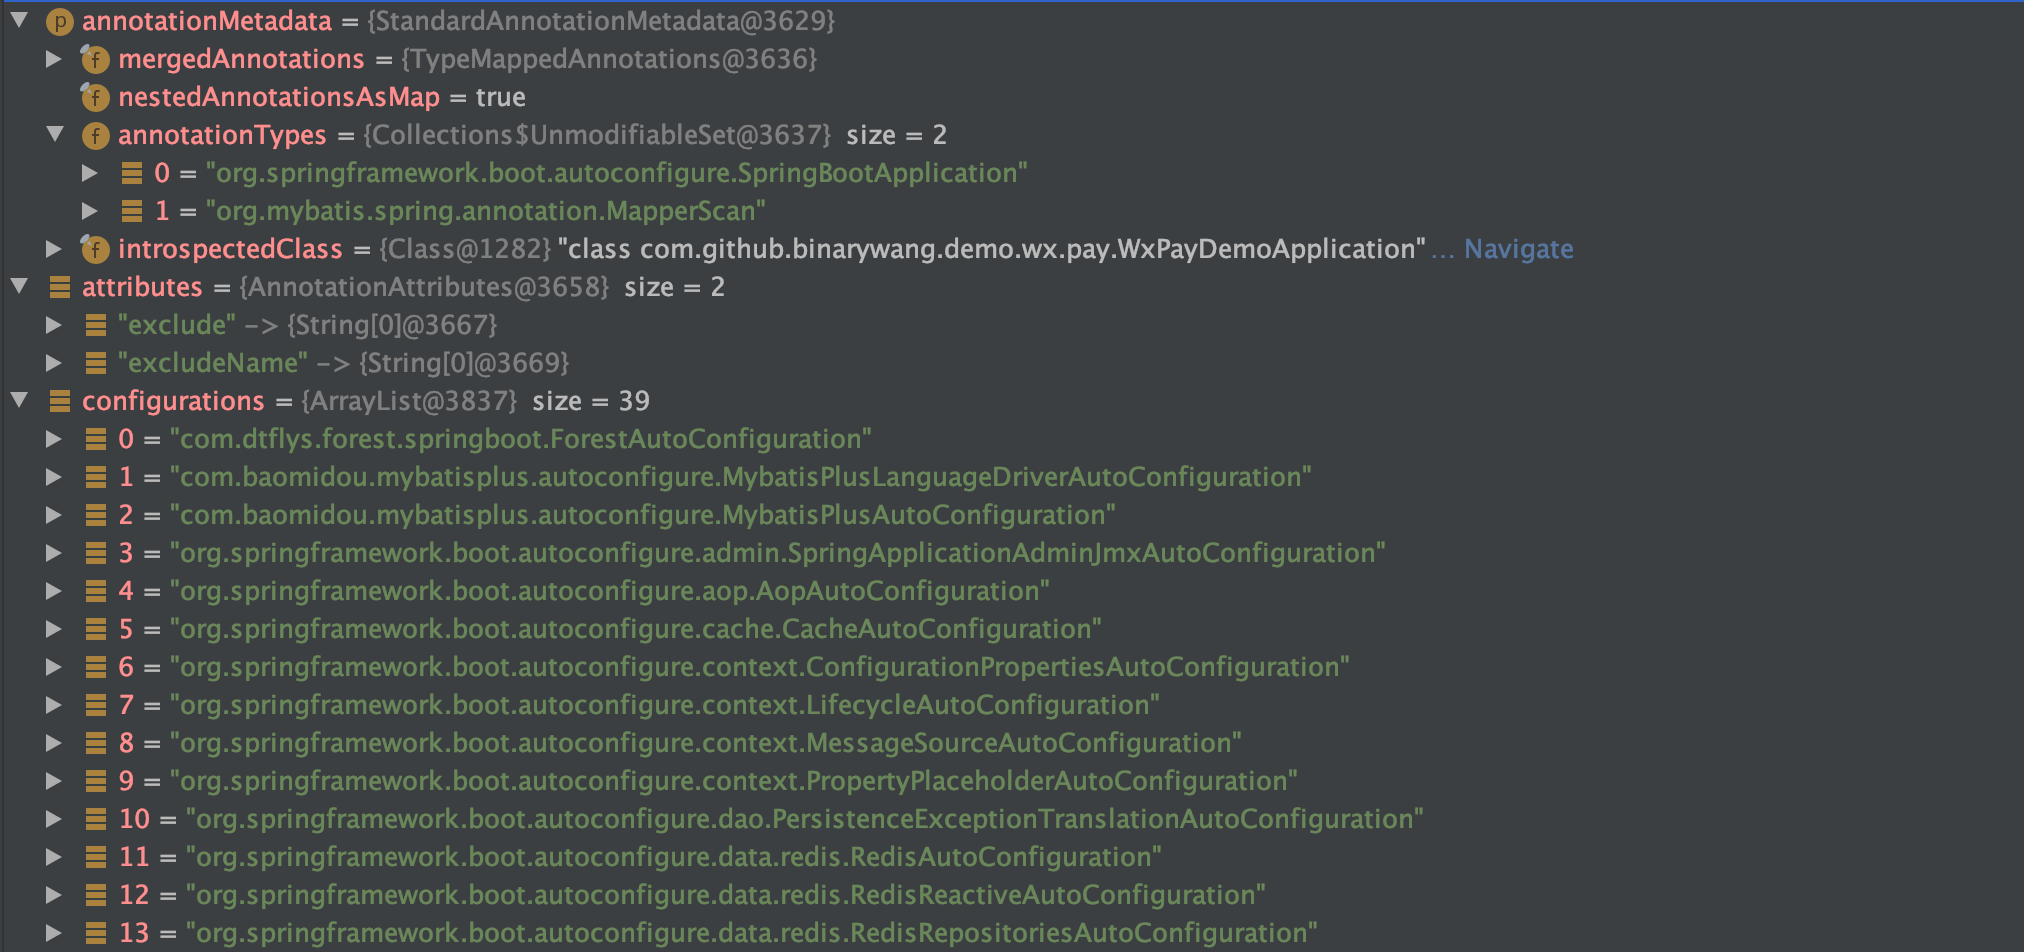 p annotationMetadata = {StandardAnnotationMetadata@3629}
f mergedAnnotations = {TypeMappedAnnotations@3636}
f nestedAnnotationsAsMap = true
f annotationTypes = {Collections$UnmodifiableSet@3637} size = 2
0 = "org.springframework.boot.autoconfigure.SpringBootApplication"
1 = "org.mybatis.spring.annotation.MapperScan"
f introspectedClass = {Class@1282} "class com.github.binarywang.demo.wx.pay.WxPayDemoApplication" ... Navigate
attributes = {AnnotationAttributes@3658} size = 2
"exclude" -> {String[0]@3667}
"excludeName" -> {String[0]@3669}
configurations = {ArrayList@3837} size = 39
0 = "com.dtflys.forest.springboot.ForestAutoConfiguration"
1 = "com.baomidou.mybatisplus.autoconfigure.MybatisPlusLanguageDriverAutoConfiguration"
2 = "com.baomidou.mybatisplus.autoconfigure.MybatisPlusAutoConfiguration"
3 = "org.springframework.boot.autoconfigure.admin.SpringApplicationAdminJmxAutoConfiguration"
4 = "org.springframework.boot.autoconfigure.aop.AopAutoConfiguration"
5 = "org.springframework.boot.autoconfigure.cache.CacheAutoConfiguration"
6 = "org.springframework.boot.autoconfigure.context.ConfigurationPropertiesAutoConfiguration"
7 = "org.springframework.boot.autoconfigure.context.LifecycleAutoConfiguration"
8 = "org.springframework.boot.autoconfigure.context.MessageSourceAutoConfiguration"
9 = "org.springframework.boot.autoconfigure.context.PropertyPlaceholderAutoConfiguration"
10 = "org.springframework.boot.autoconfigure.dao.PersistenceExceptionTranslationAutoConfiguration"
11 = "org.springframework.boot.autoconfigure.data.redis.RedisAutoConfiguration"
12 = "org.springframework.boot.autoconfigure.data.redis.RedisReactiveAutoConfiguration"
13 = "org.springframework.boot.autoconfigure.data.redis.RedisRepositoriesAutoConfiguration"